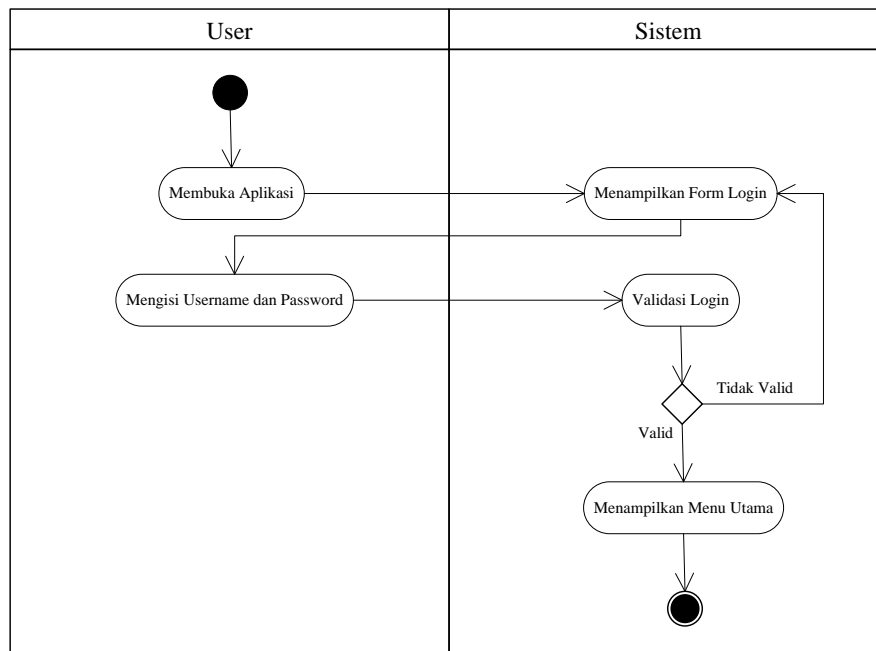 User
Sistem
Membuka Aplikasi
Menampilkan Form Login
Mengisi Username dan Password
Validasi Login
Tidak Valid
Valid
Menampilkan Menu Utama